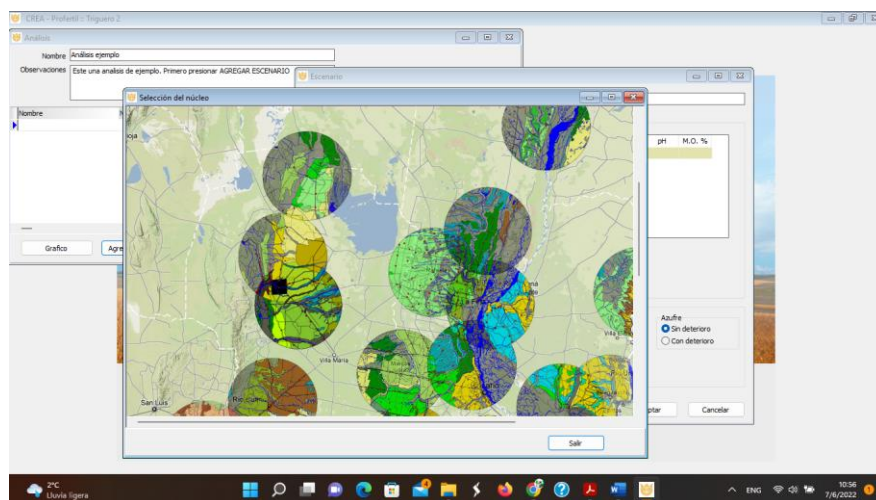 CREA - Profertil :: Triguero 2
Análisis
Nombre
Análisis ejemplo
Observaciones
Este una analisis de ejemplo. Primero presionar AGREGAR ESCENARIO
Escenario
Selección del núcleo
Nombre
pH
M.O. %
Villa María
San Luis
Grafico
Azufre
Sin deterioro
Con deterioro
Cancelar
Salir
2°C
Lluvia ligera
ENG
10:56
7/6/2022